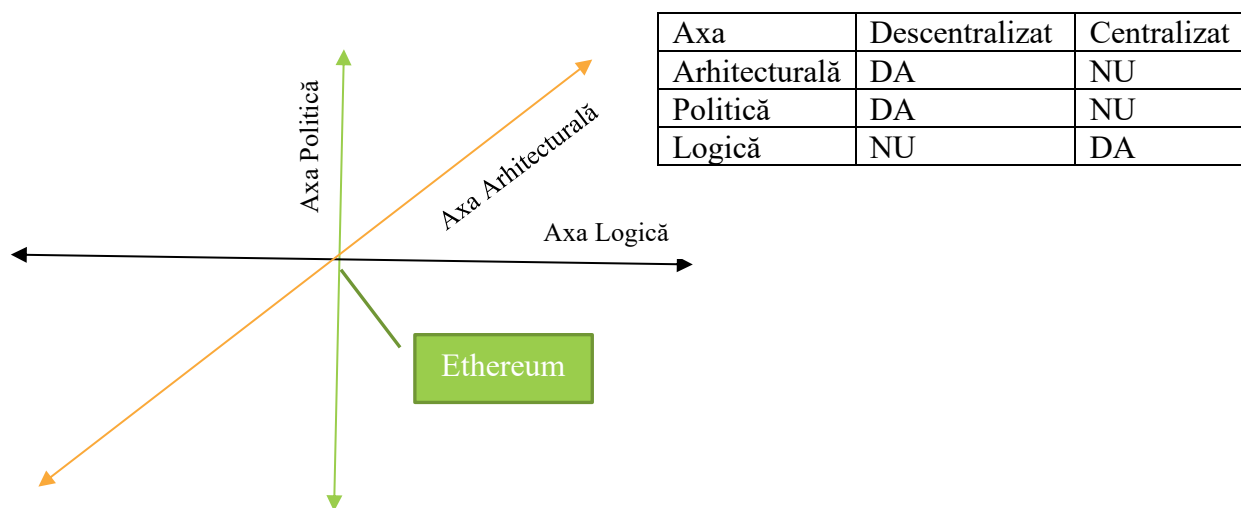 Axa Descentralizat Centralizat
Arhitecturală DA NU
Politică DA NU
Logică NU DA
Axa Politică
Axa Arhitecturală
Axa Logică
Ethereum